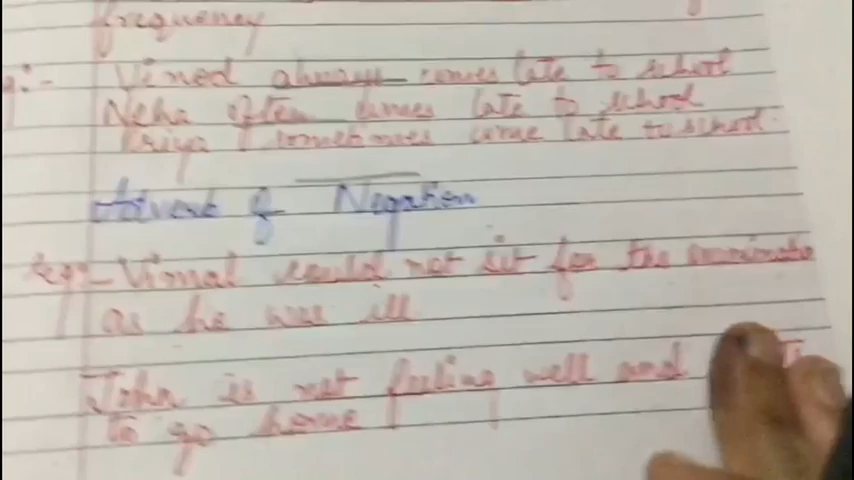 frequency
g:- Vimod always comes late to school
Neha often comes late to school
Priya sometimes come late to school.
Adverb of Negation
eg:- Vimal could not sit for the
as he was ill
John is not feeling well and
to go home